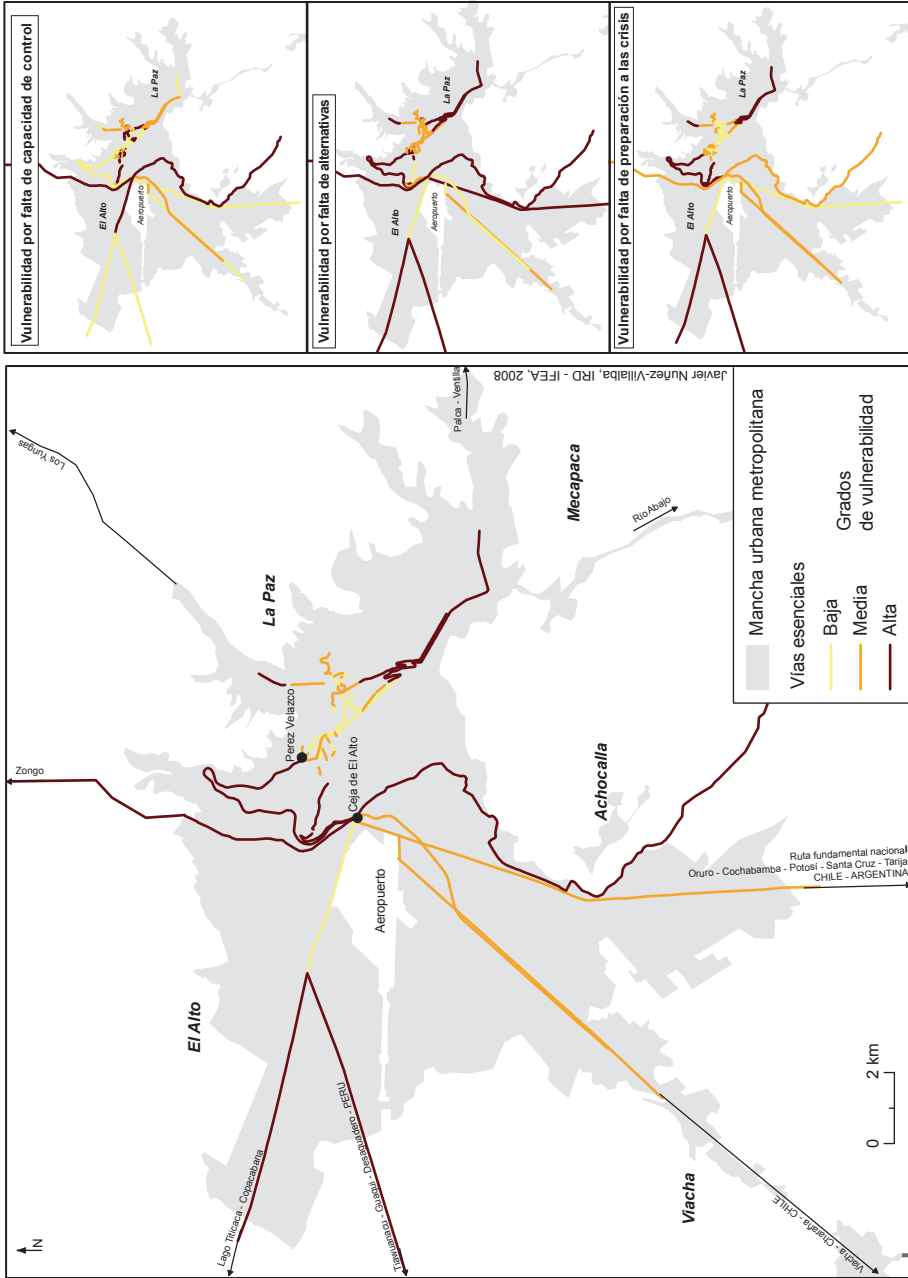 Vulnerabilidad por falta de capacidad de control
El Alto
La Paz
Aeropuerto
Vulnerabilidad por falta de alternativas
El Alto
La Paz
Aeropuerto
Vulnerabilidad por falta de preparación a las crisis
El Alto
La Paz
Aeropuerto
N
Los Yungas
Zongo
La Paz
Perez Velazco
Ceja de El Alto
El Alto
Aeropuerto
Lago Titicaca - Copacabana
Tiawuanacu - Guaqui - Desaguadero - PERU
Palca - Ventilla
Mecapaca
Río Abajo
Achocalla
Viacha
Viacha - Charaña - CHILE
Ruta fundamental nacional
Oruro - Cochabamba - Potosí - Santa Cruz - Tarija
CHILE - ARGENTINA
0 2 km
Mancha urbana metropolitana
Vías esenciales
Grados
de vulnerabilidad
Baja
Media
Alta
Javier Nuñez-Villalba, IRD - IFEA, 2008